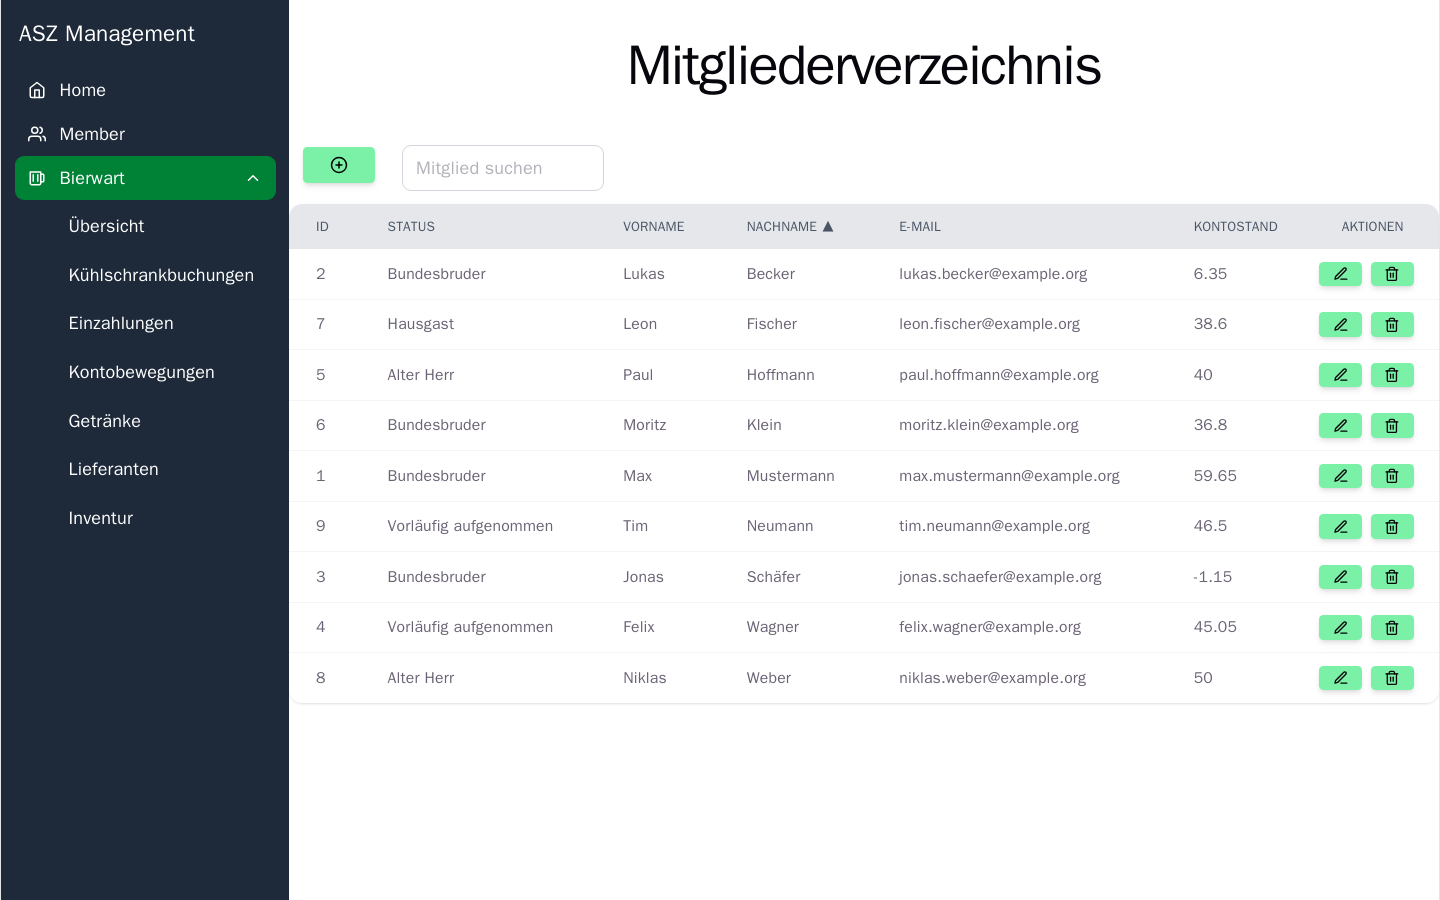 ASZ Management
Home
Member
Bierwart
Übersicht
Kühlschrankbuchungen
Einzahlungen
Kontobewegungen
Getränke
Lieferanten
Inventur
Mitgliederverzeichnis
Mitglied suchen
ID STATUS VORNAME NACHNAME ▲ E-MAIL KONTOSTAND AKTIONEN
2 Bundesbruder Lukas Becker lukas.becker@example.org 6.35
7 Hausgast Leon Fischer leon.fischer@example.org 38.6
5 Alter Herr Paul Hoffmann paul.hoffmann@example.org 40
6 Bundesbruder Moritz Klein moritz.klein@example.org 36.8
1 Bundesbruder Max Mustermann max.mustermann@example.org 59.65
9 Vorläufig aufgenommen Tim Neumann tim.neumann@example.org 46.5
3 Bundesbruder Jonas Schäfer jonas.schaefer@example.org -1.15
4 Vorläufig aufgenommen Felix Wagner felix.wagner@example.org 45.05
8 Alter Herr Niklas Weber niklas.weber@example.org 50